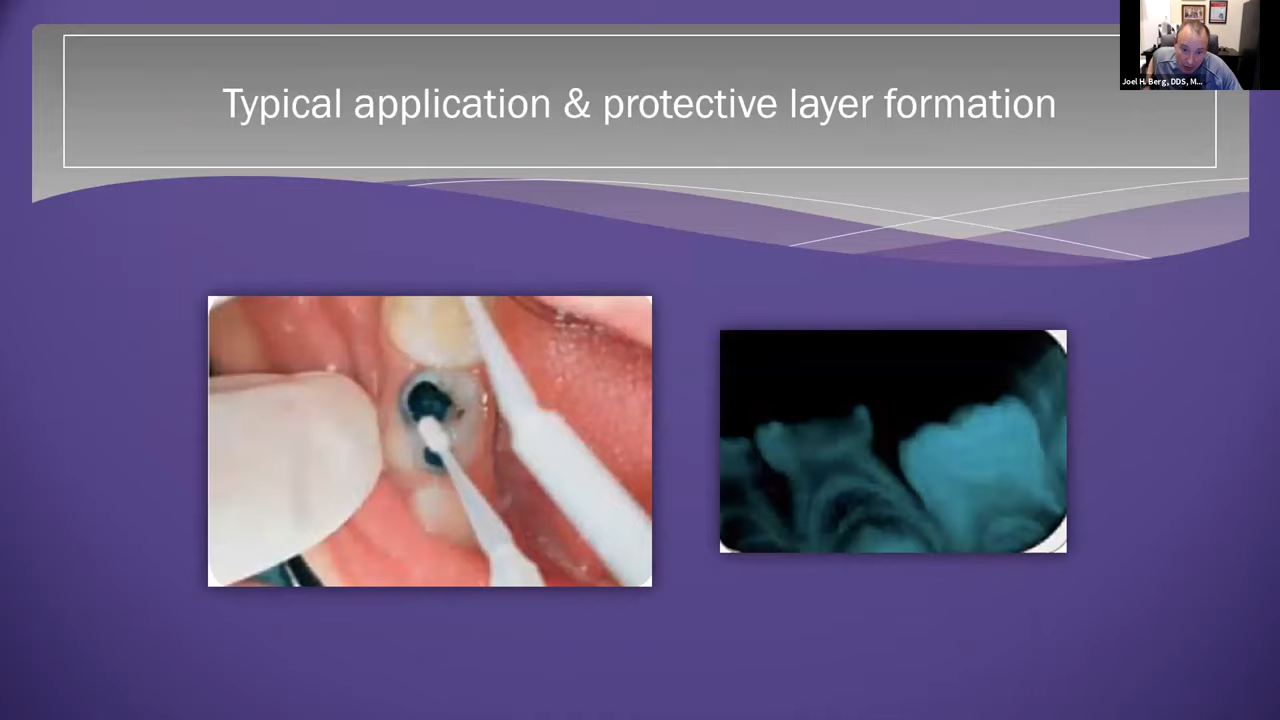 Typical application & protective layer formation
Joel H. Berg, DDS, M...